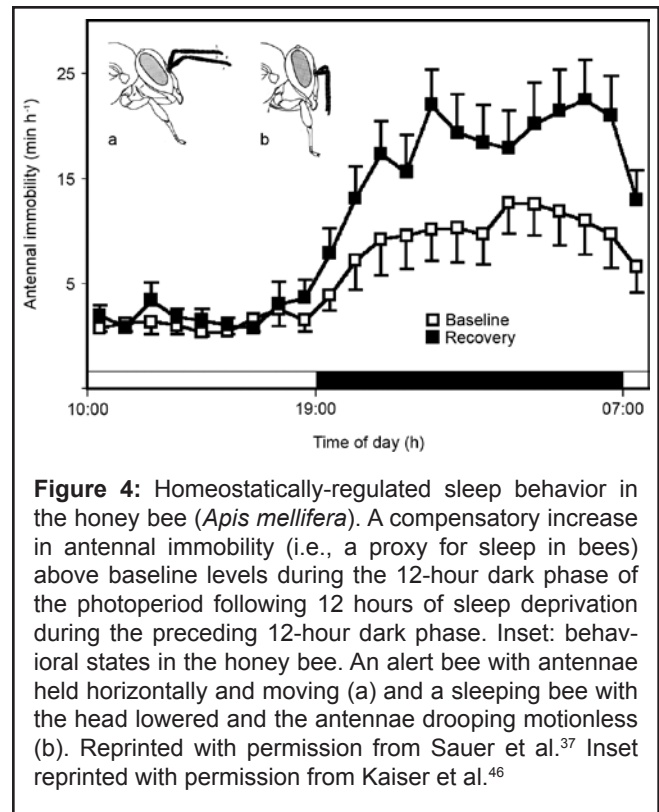 25
15
5
Antennal immobility (min h⁻¹)
a
b
Baseline
Recovery
10:00
19:00
07:00
Time of day (h)
Figure 4: Homeostatically-regulated sleep behavior in
the honey bee (Apis mellifera). A compensatory increase
in antennal immobility (i.e., a proxy for sleep in bees)
above baseline levels during the 12-hour dark phase of
the photoperiod following 12 hours of sleep deprivation
during the preceding 12-hour dark phase. Inset: behav-
ioral states in the honey bee. An alert bee with antennae
held horizontally and moving (a) and a sleeping bee with
the head lowered and the antennae drooping motionless
(b). Reprinted with permission from Sauer et al.³⁷ Inset
reprinted with permission from Kaiser et al.⁴⁶